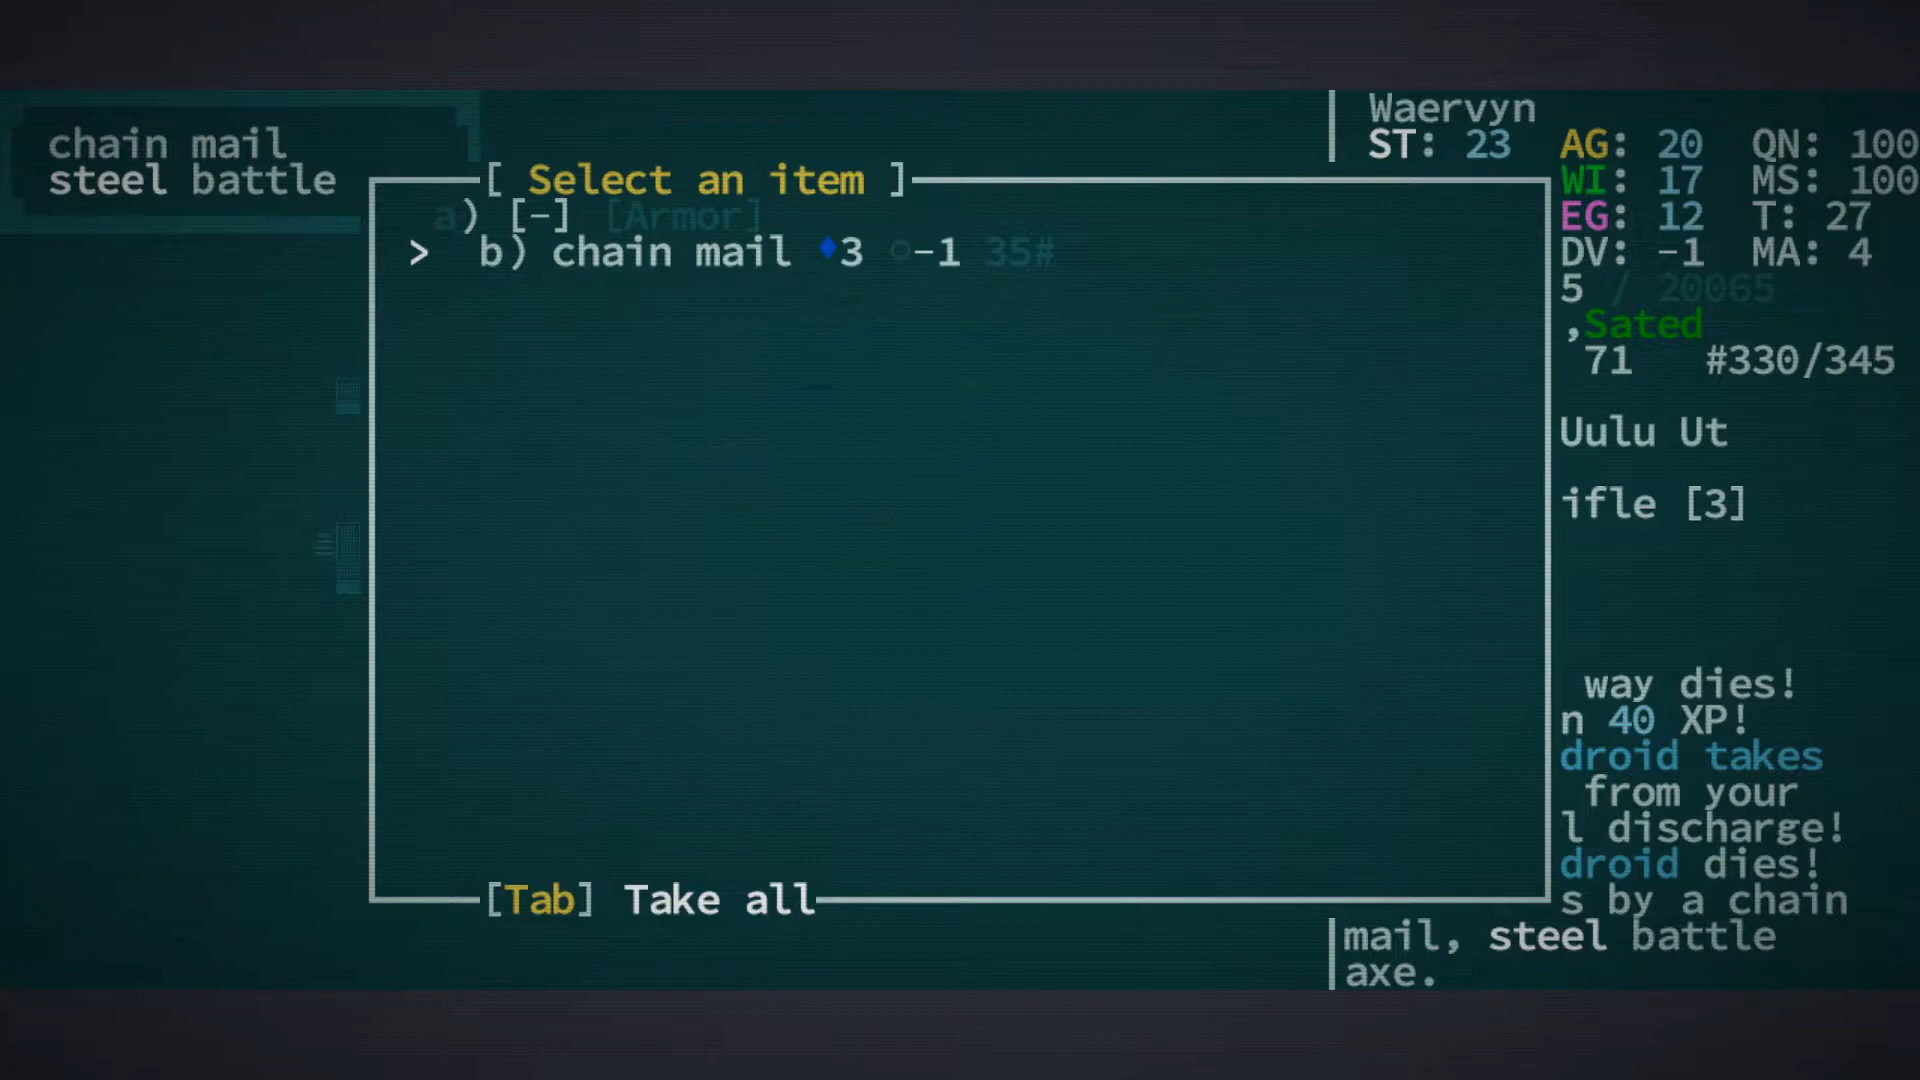 chain mail
steel battle
Waervyn
ST: 23 AG: 20 QN: 100
WI: 17 MS: 100
EG: 12 T: 27
DV: -1 MA: 4
5 / 20065
,Sated
71 #330/345
Uulu Ut
ifle [3]
[ Select an item ]
a) [-] [Armor]
> b) chain mail ♦3 ○-1 35#
[Tab] Take all
way dies!
n 40 XP!
droid takes
from your
l discharge!
droid dies!
s by a chain
mail, steel battle
axe.